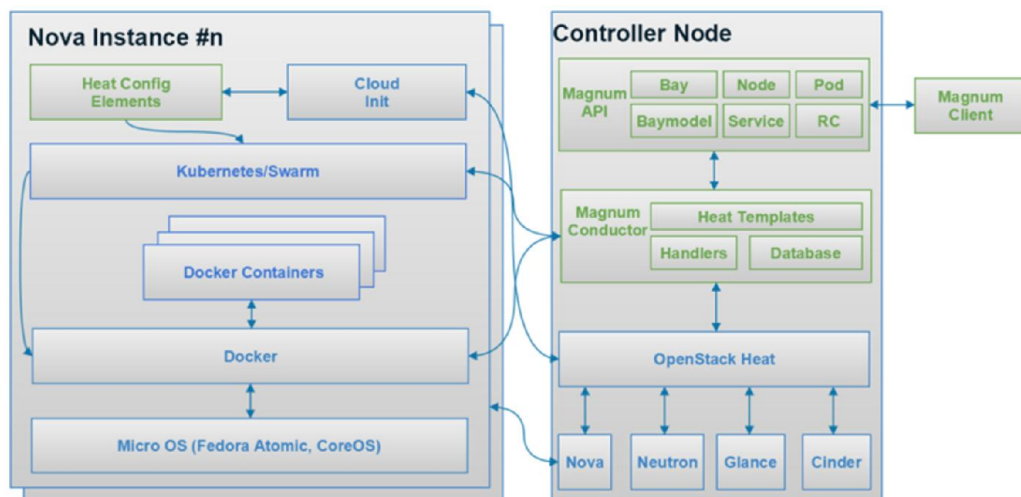 Nova Instance #n
Heat Config
Elements
Cloud
Init
Kubernetes/Swarm
Docker Containers
Docker
Micro OS (Fedora Atomic, CoreOS)
Controller Node
Magnum
API
Bay
Node
Pod
Baymodel
Service
RC
Magnum
Client
Magnum
Conductor
Heat Templates
Handlers
Database
OpenStack Heat
Nova
Neutron
Glance
Cinder